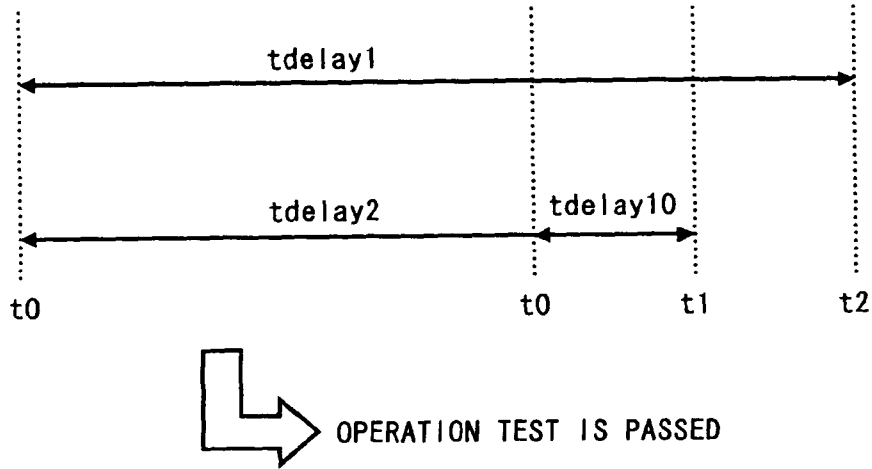 tdelay1
tdelay2 tdelay10
t0 t0 t1 t2
OPERATION TEST IS PASSED